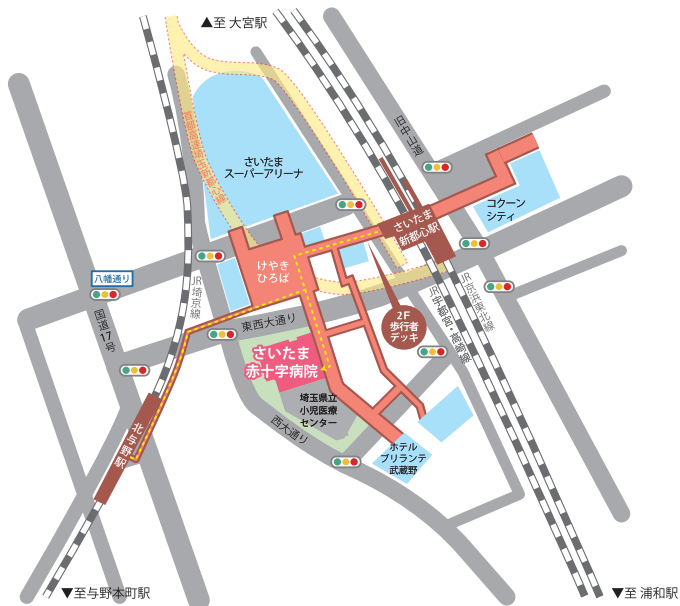 ▲至 大宮駅
旧中山道
さいたま
スーパーアリーナ
コクーン
シティ
さいたま
新都心駅
けやき
ひろば
八幡通り
国道17号
JR埼京線
東西大通り
JR宇都宮・高崎線
JR京浜東北線
2F
歩行者
デッキ
さいたま
赤十字病院
埼玉県立
小児医療
センター
西大通り
北与野駅
ホテル
ブリランテ
武蔵野
▼至与野本町駅
▼至 浦和駅